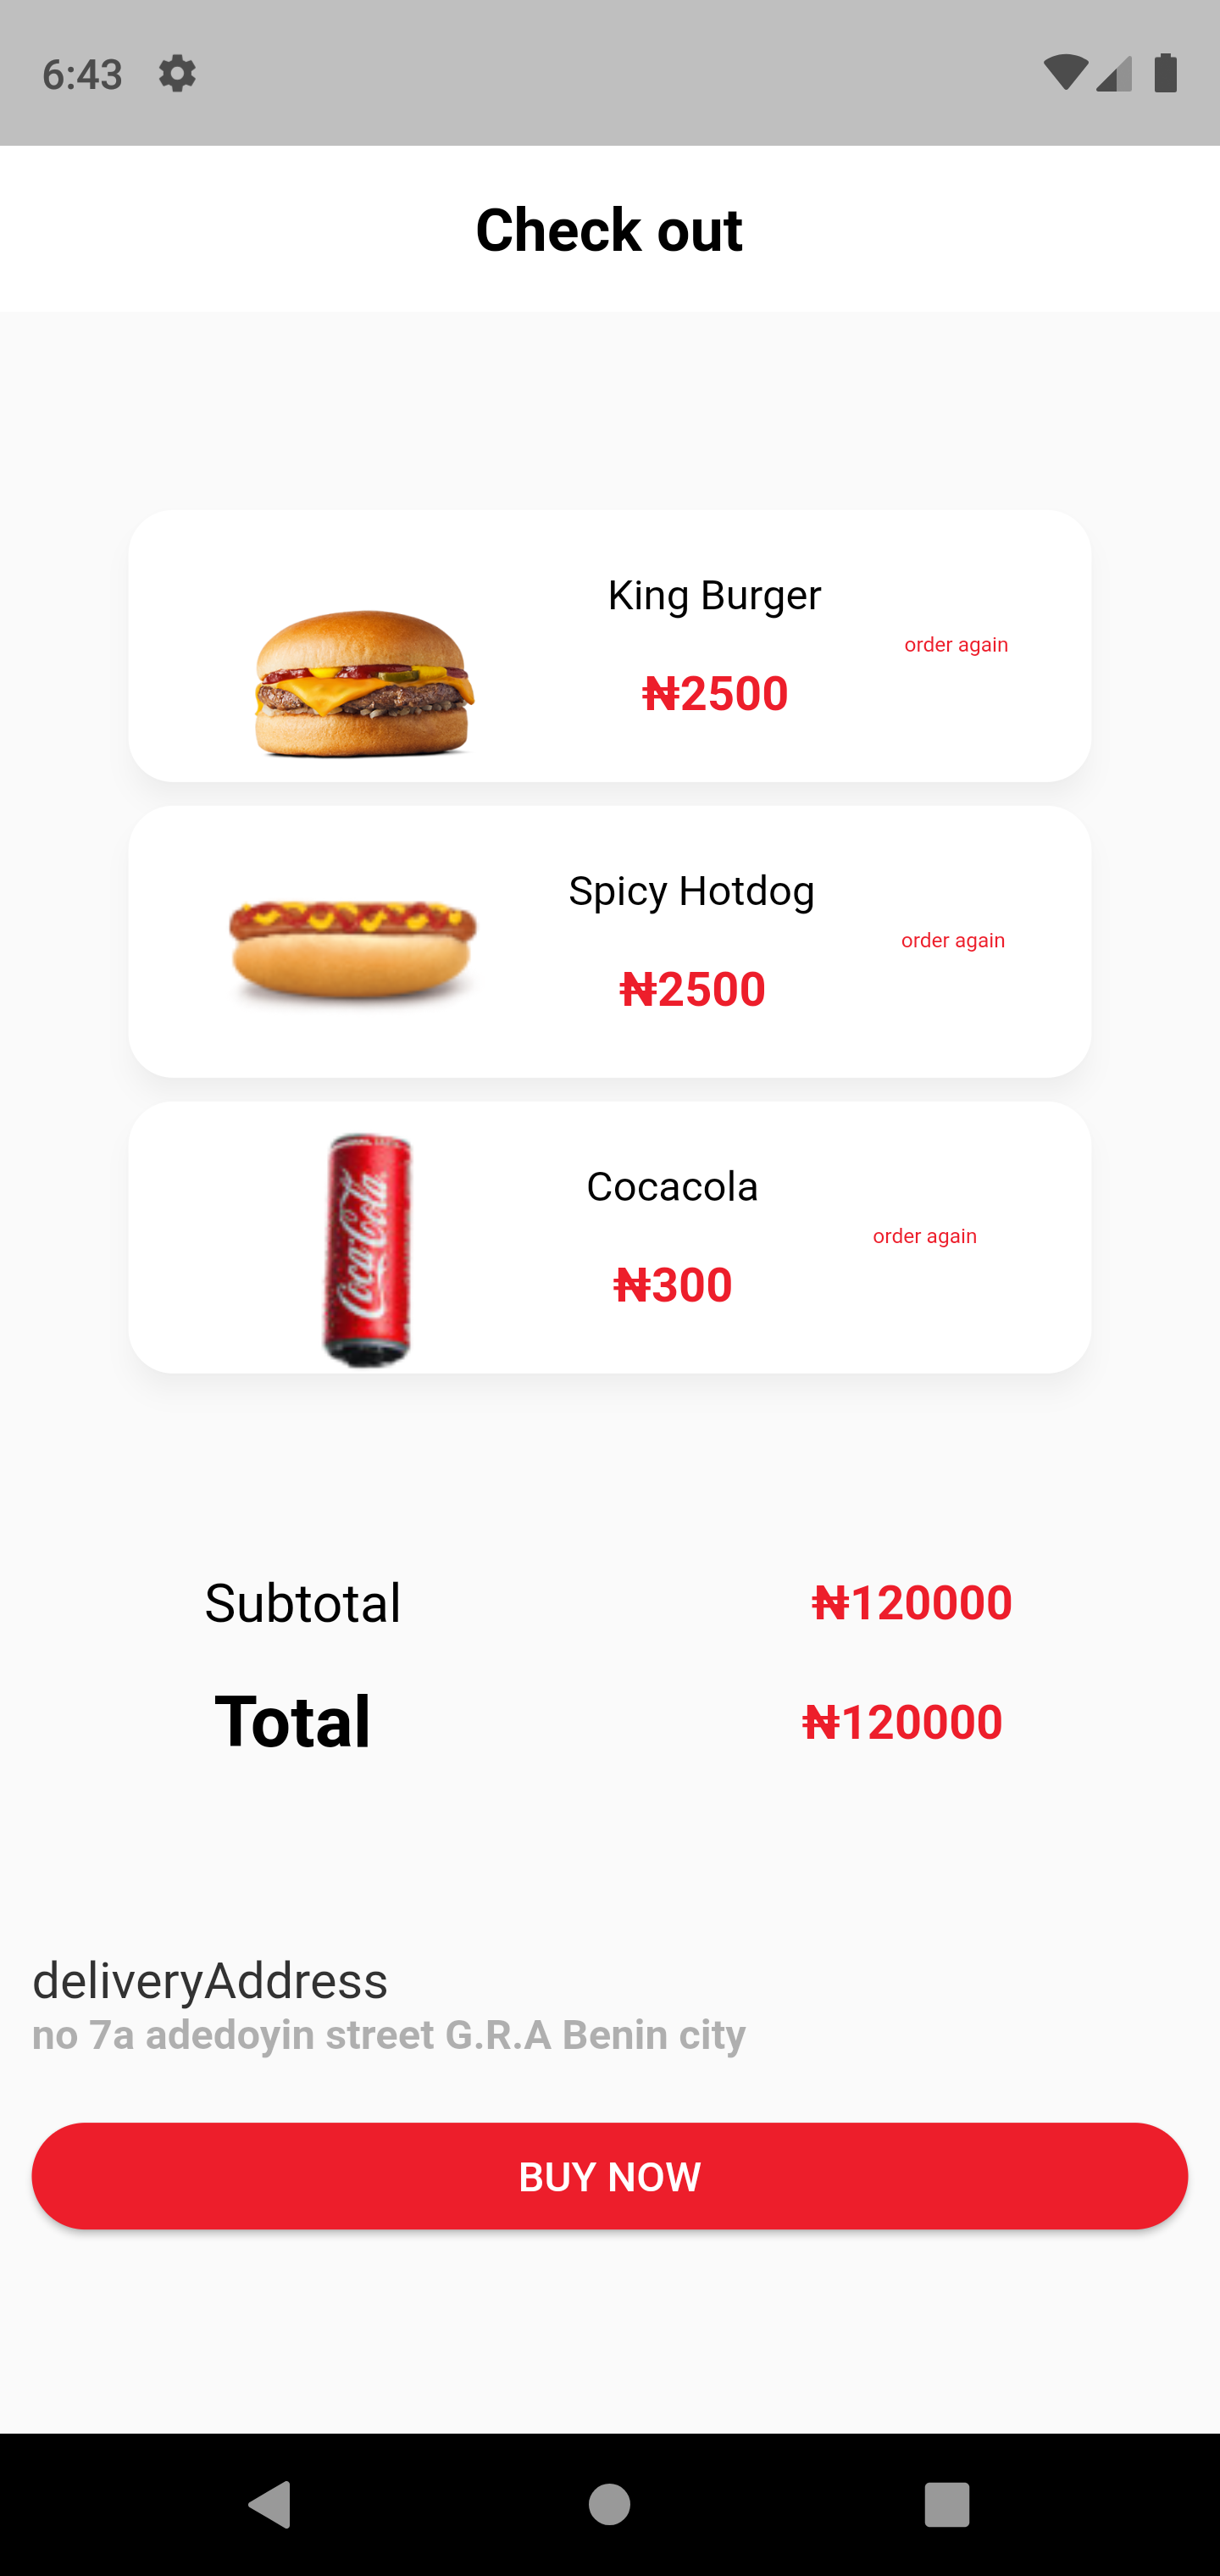 6:43
Check out
King Burger
order again
₦2500
Spicy Hotdog
order again
₦2500
Coca-Cola
Cocacola
order again
₦300
Subtotal
₦120000
Total
₦120000
deliveryAddress
no 7a adedoyin street G.R.A Benin city
BUY NOW